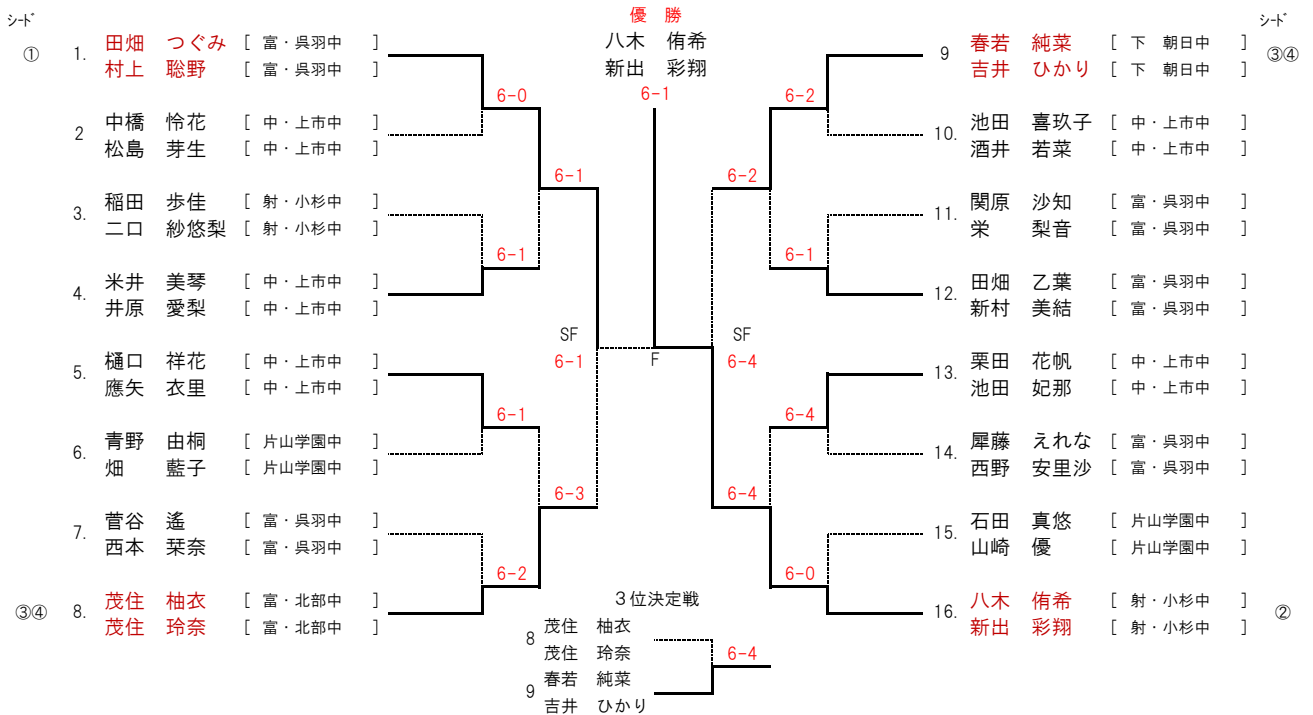 優 勝
八木 侑希
新出 彩翔
6-1
ｼｰﾄﾞ
① 1. 田畑 つぐみ [ 富・呉羽中 ]
村上 聡野 [ 富・呉羽中 ]
6-0
2 中橋 怜花 [ 中・上市中 ]
松島 芽生 [ 中・上市中 ]
6-1
3. 稲田 歩佳 [ 射・小杉中 ]
二口 紗悠梨 [ 射・小杉中 ]
6-1
4. 米井 美琴 [ 中・上市中 ]
井原 愛梨 [ 中・上市中 ]
SF
6-1
5. 樋口 祥花 [ 中・上市中 ]
應矢 衣里 [ 中・上市中 ]
6-1
6. 青野 由桐 [ 片山学園中 ]
畑 藍子 [ 片山学園中 ]
6-3
7. 菅谷 遙 [ 富・呉羽中 ]
西本 栞奈 [ 富・呉羽中 ]
6-2
③④ 8. 茂住 柚衣 [ 富・北部中 ]
茂住 玲奈 [ 富・北部中 ]
F
ｼｰﾄﾞ
9 春若 純菜 [ 下 朝日中 ] ③④
吉井 ひかり [ 下 朝日中 ]
6-2
10. 池田 喜玖子 [ 中・上市中 ]
酒井 若菜 [ 中・上市中 ]
6-2
11. 関原 沙知 [ 富・呉羽中 ]
栄 梨音 [ 富・呉羽中 ]
6-1
12. 田畑 乙葉 [ 富・呉羽中 ]
新村 美結 [ 富・呉羽中 ]
SF
6-4
13. 栗田 花帆 [ 中・上市中 ]
池田 妃那 [ 中・上市中 ]
6-4
14. 犀藤 えれな [ 富・呉羽中 ]
西野 安里沙 [ 富・呉羽中 ]
6-4
15. 石田 真悠 [ 片山学園中 ]
山崎 優 [ 片山学園中 ]
6-0
16. 八木 侑希 [ 射・小杉中 ] ②
新出 彩翔 [ 射・小杉中 ]
３位決定戦
8 茂住 柚衣
茂住 玲奈
6-4
9 春若 純菜
吉井 ひかり